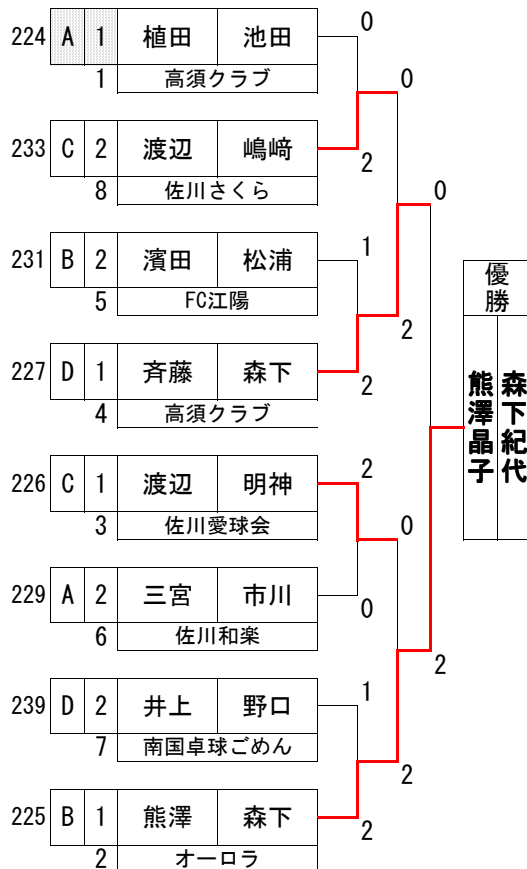 224 A 1 植田 池田
1 高須クラブ
0
0
233 C 2 渡辺 嶋﨑
8 佐川さくら
2
0
231 B 2 濱田 松浦
5 FC江陽
1
2
227 D 1 斉藤 森下
4 高須クラブ
2
226 C 1 渡辺 明神
3 佐川愛球会
2
0
229 A 2 三宮 市川
6 佐川和楽
0
2
239 D 2 井上 野口
7 南国卓球ごめん
1
2
225 B 1 熊澤 森下
2 オーロラ
2
優勝
森下紀代
熊澤晶子